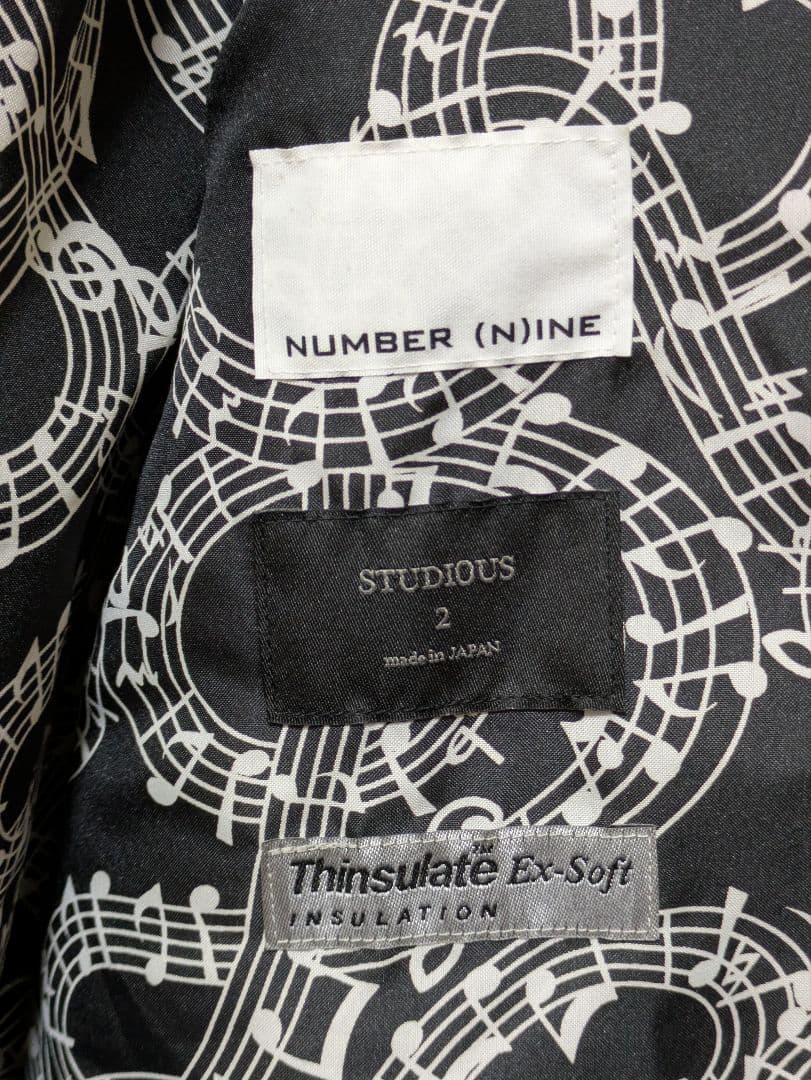 NUMBER (N)INE
STUDIOUS
2
made in JAPAN
Thinsulate™ Ex-Soft
INSULATION